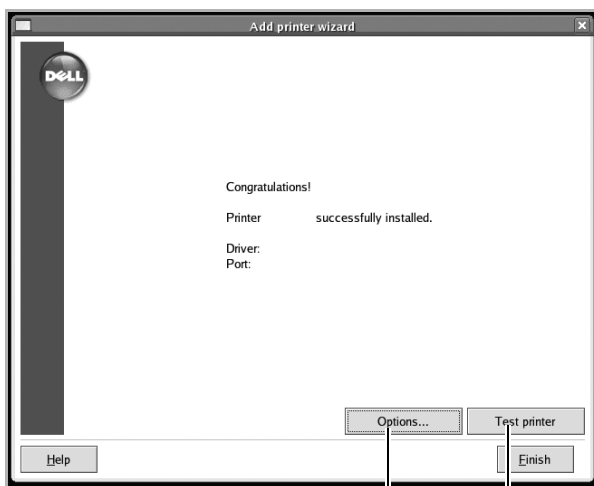 Add printer wizard
DELL
Congratulations!
Printer successfully installed.
Driver:
Port:
Options... Test printer
Help Finish